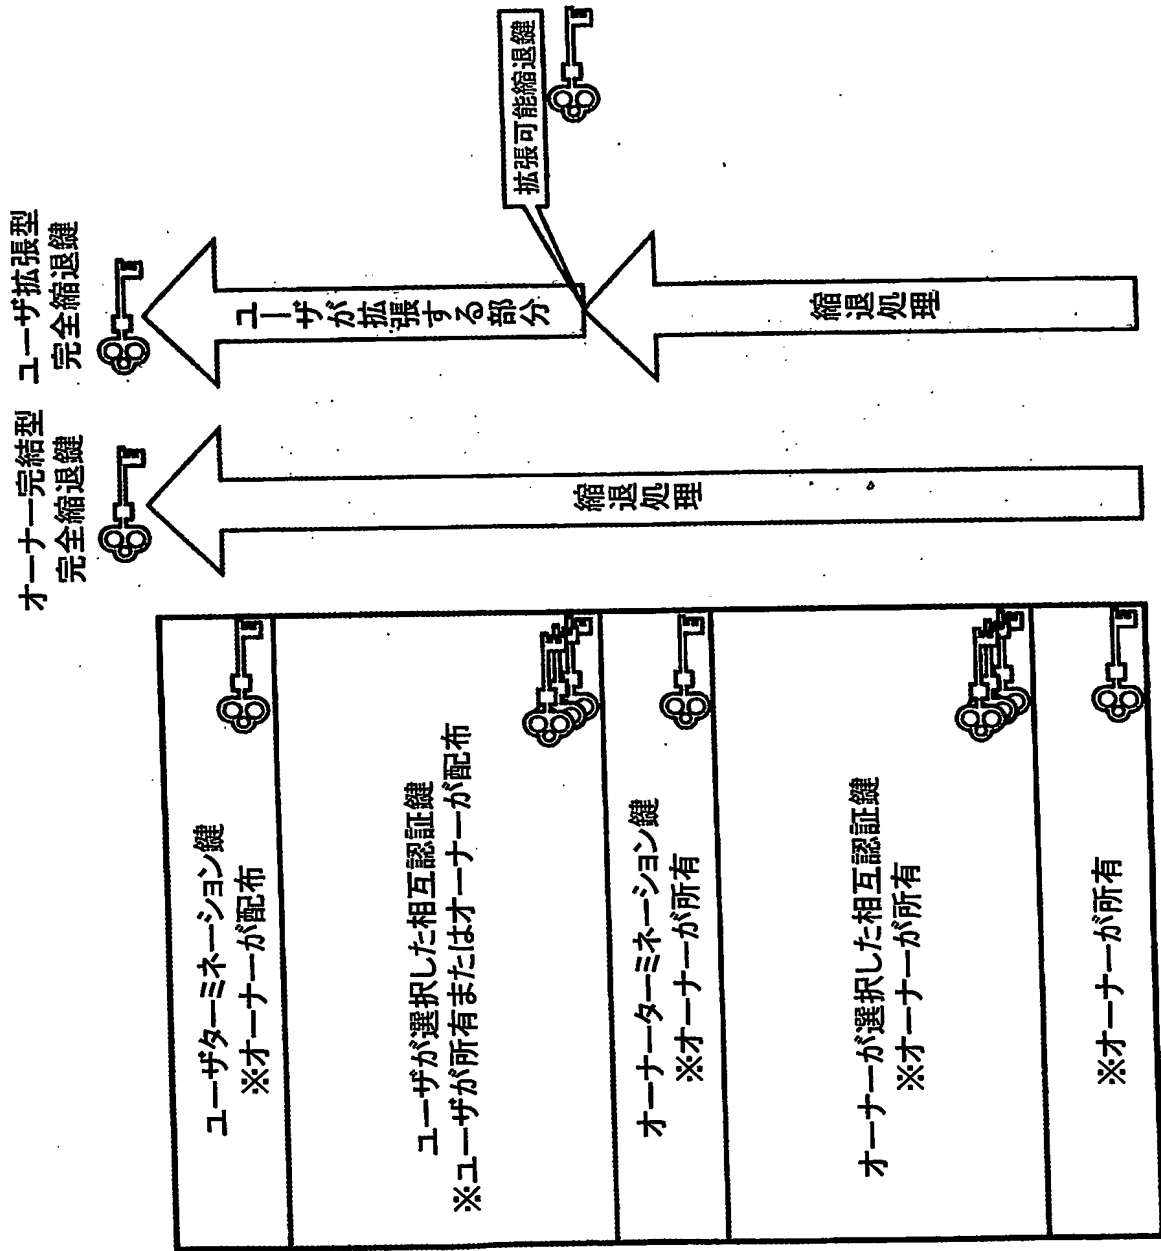 オーナー完結型
完全縮退鍵
ユーザ拡張型
完全縮退鍵
拡張可能縮退鍵
ユーザが拡張する部分
縮退処理
縮退処理
ユーザターミネーション鍵
※オーナーが配布
ユーザが選択した相互認証鍵
※ユーザが所有またはオーナーが配布
オーナーターミネーション鍵
※オーナーが所有
オーナーが選択した相互認証鍵
※オーナーが所有
※オーナーが所有